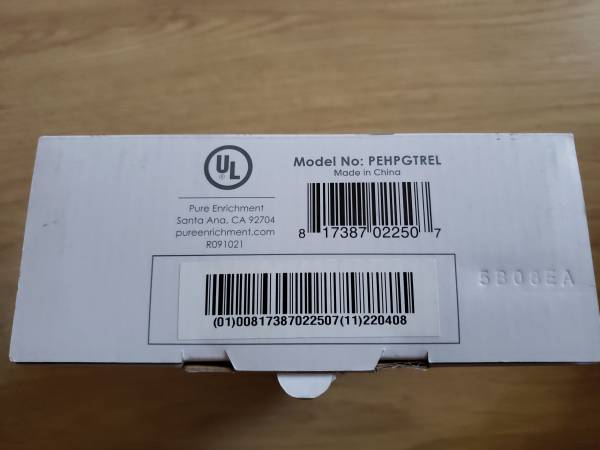 UL
®
Pure Enrichment
Santa Ana, CA 92704
pureenrichment.com
R091021
Model No: PEHPGTREL
Made in China
8 17387 02250 7
(01)00817387022507(11)220408
5B08EA